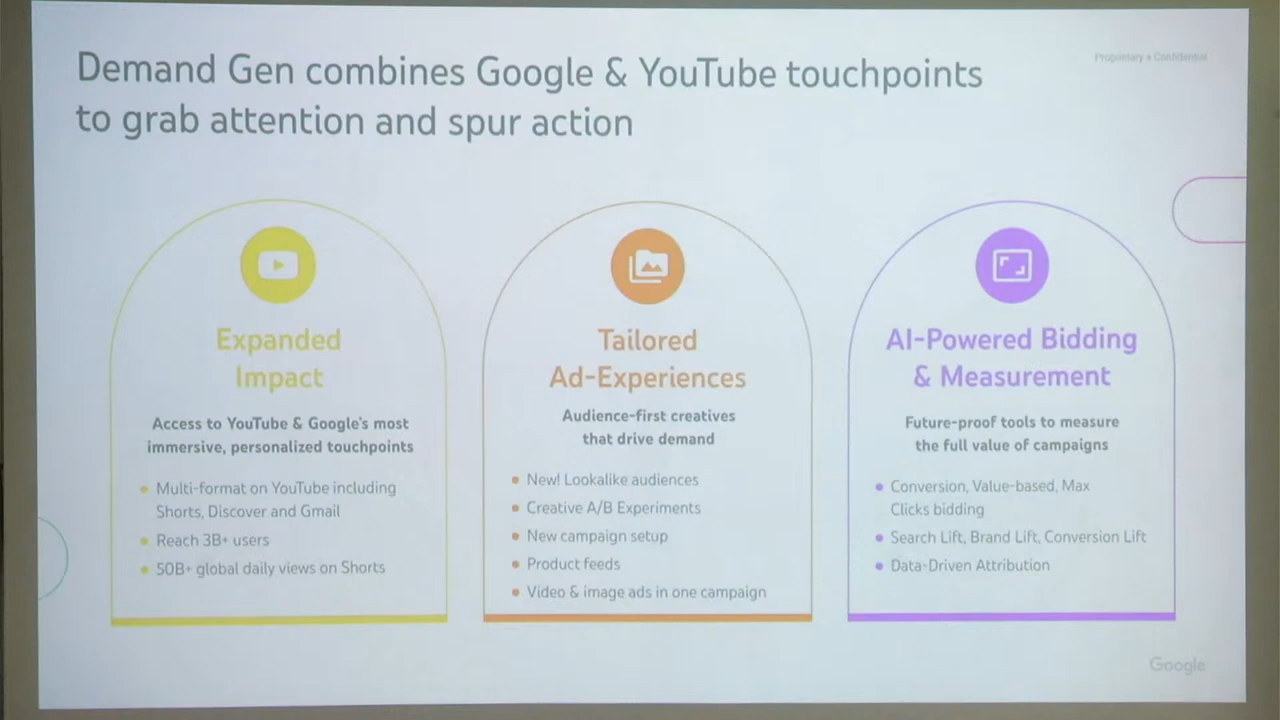 Demand Gen combines Google & YouTube touchpoints
to grab attention and spur action
Proprietary + Confidential
Expanded
Impact
Access to YouTube & Google's most
immersive, personalized touchpoints
• Multi-format on YouTube including
Shorts, Discover and Gmail
• Reach 3B+ users
• 50B+ global daily views on Shorts
Tailored
Ad-Experiences
Audience-first creatives
that drive demand
• New! Lookalike audiences
• Creative A/B Experiments
• New campaign setup
• Product feeds
• Video & image ads in one campaign
AI-Powered Bidding
& Measurement
Future-proof tools to measure
the full value of campaigns
• Conversion, Value-based, Max
Clicks bidding
• Search Lift, Brand Lift, Conversion Lift
• Data-Driven Attribution
Google